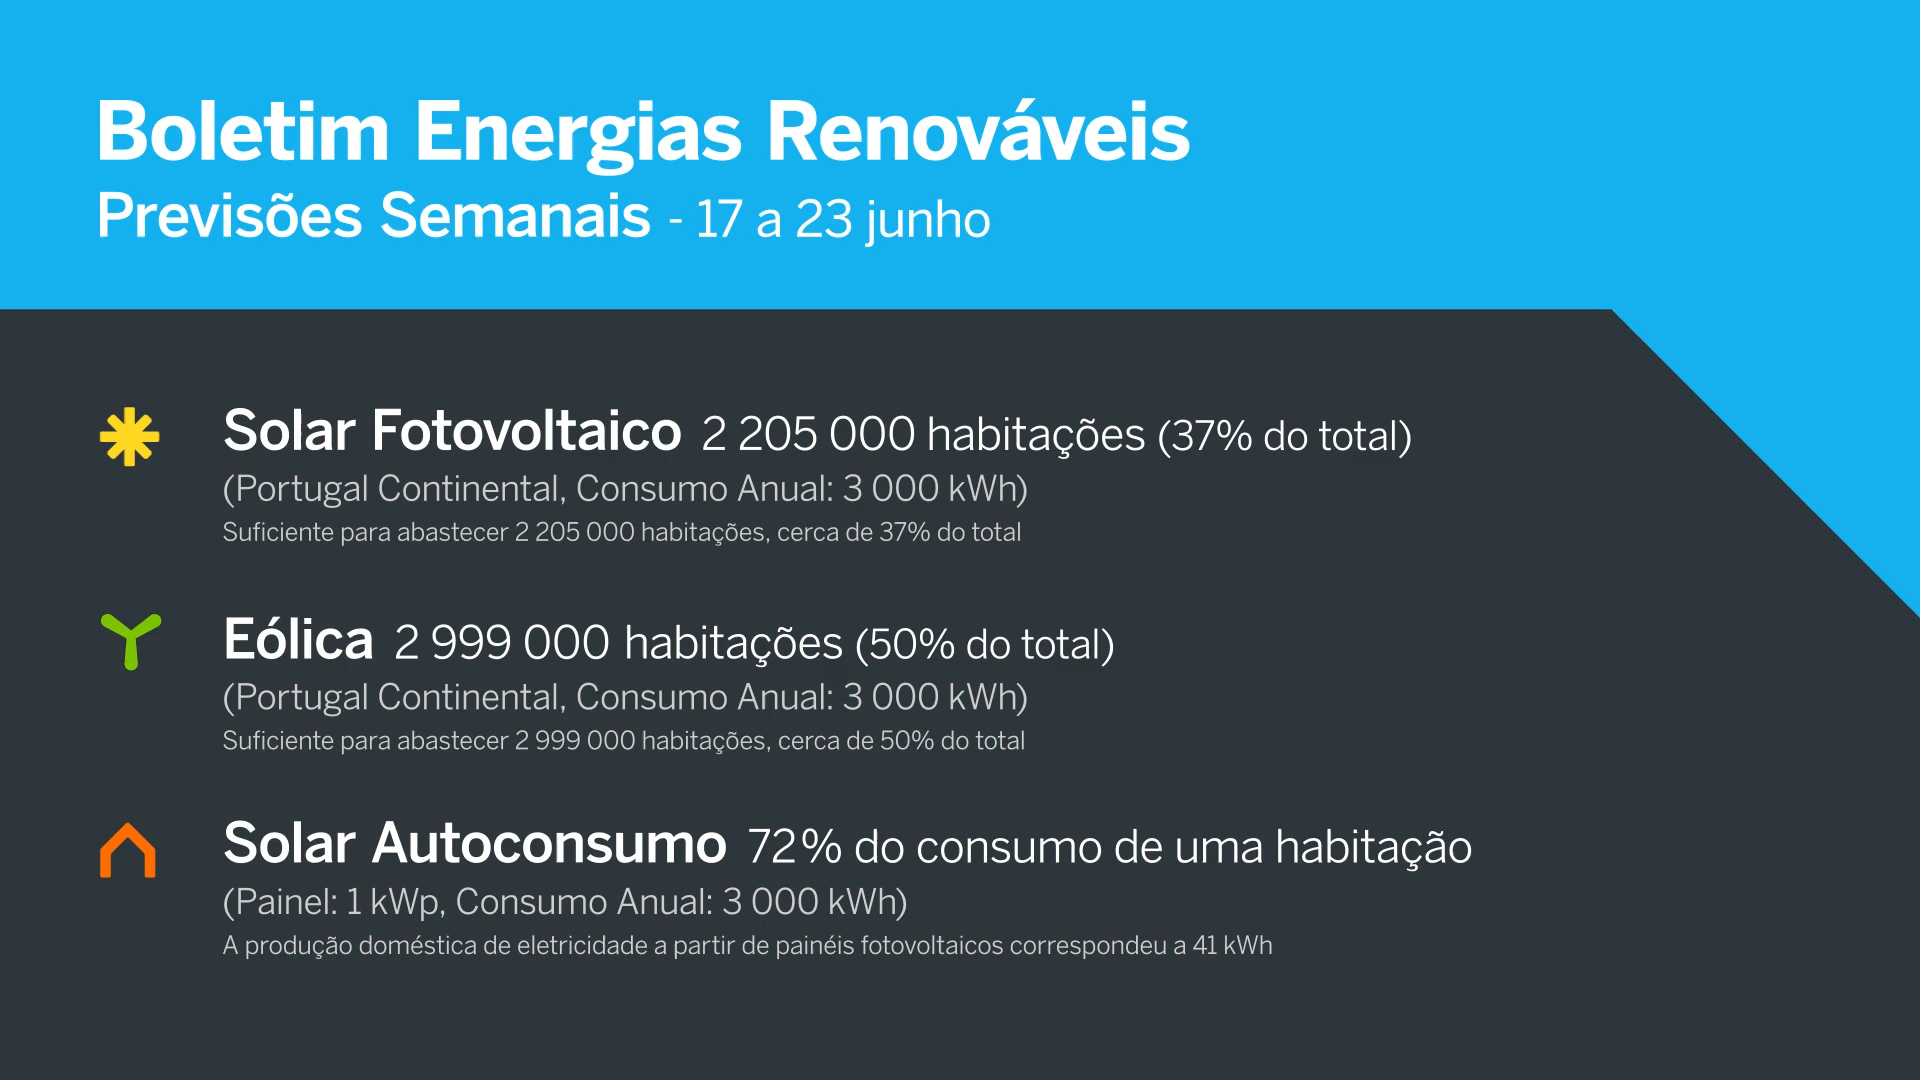 Boletim Energias Renováveis
Previsões Semanais - 17 a 23 junho
Solar Fotovoltaico 2 205 000 habitações (37% do total)
(Portugal Continental, Consumo Anual: 3 000 kWh)
Suficiente para abastecer 2 205 000 habitações, cerca de 37% do total
Eólica 2 999 000 habitações (50% do total)
(Portugal Continental, Consumo Anual: 3 000 kWh)
Suficiente para abastecer 2 999 000 habitações, cerca de 50% do total
Solar Autoconsumo 72% do consumo de uma habitação
(Painel: 1 kWp, Consumo Anual: 3 000 kWh)
A produção doméstica de eletricidade a partir de painéis fotovoltaicos correspondeu a 41 kWh